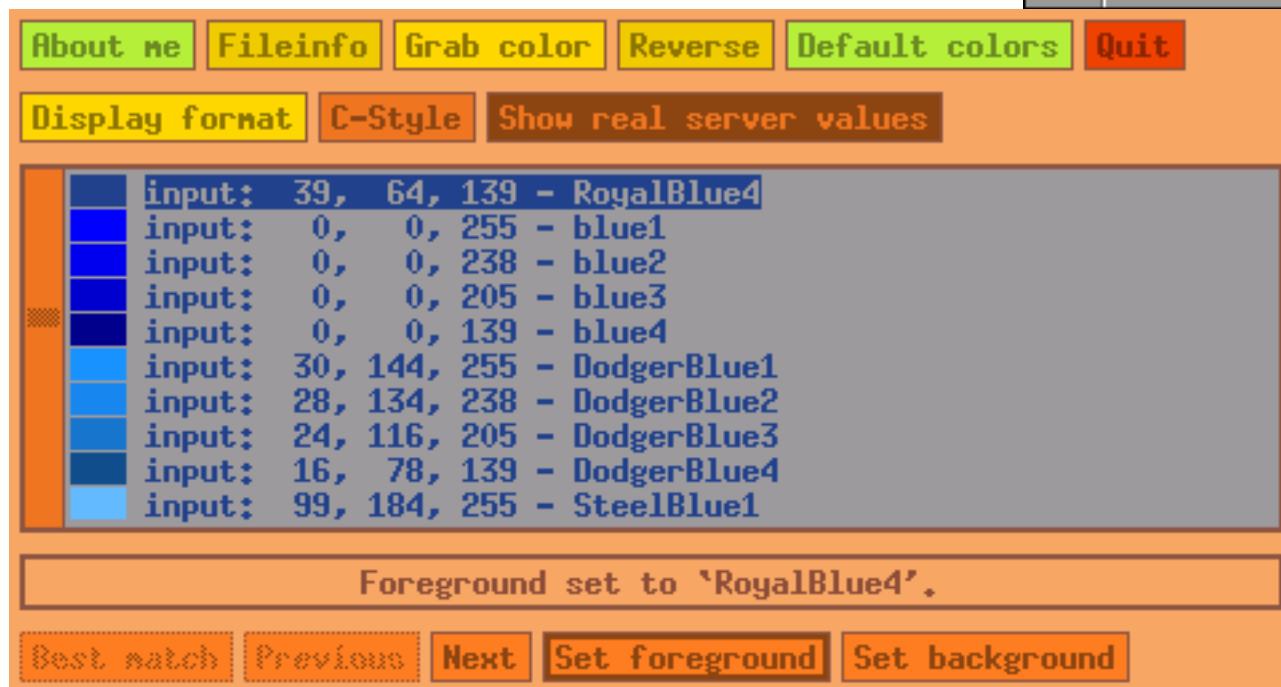 About me Fileinfo Grab color Reverse Default colors Quit
Display format C-Style Show real server values
input: 39, 64, 139 - RoyalBlue4
input: 0, 0, 255 - blue1
input: 0, 0, 238 - blue2
input: 0, 0, 205 - blue3
input: 0, 0, 139 - blue4
input: 30, 144, 255 - DodgerBlue1
input: 28, 134, 238 - DodgerBlue2
input: 24, 116, 205 - DodgerBlue3
input: 16, 78, 139 - DodgerBlue4
input: 99, 184, 255 - SteelBlue1
Foreground set to `RoyalBlue4'.
Best match Previous Next Set foreground Set background